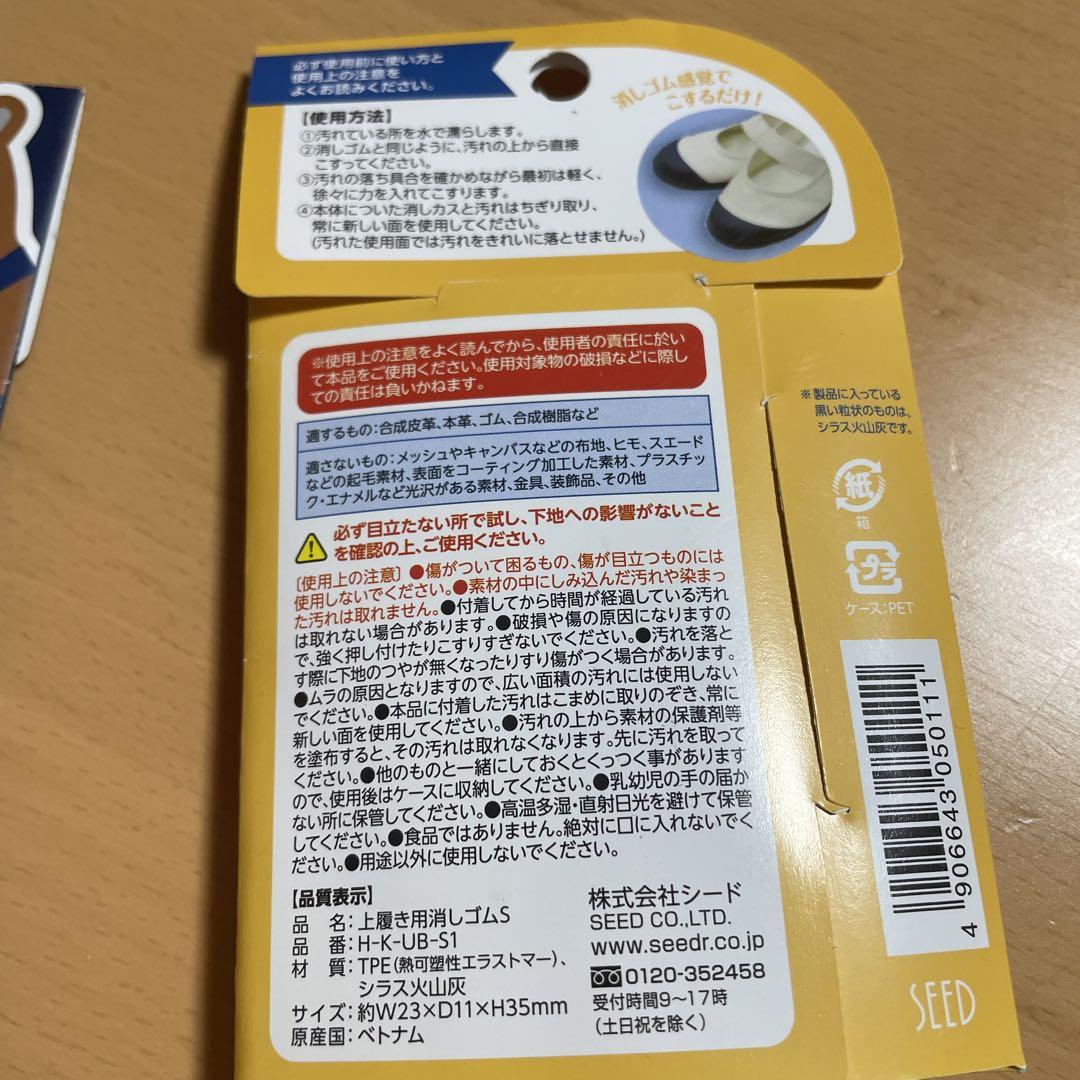 必ず使用前に使い方と
使用上の注意を
よくお読みください。
消しゴム感覚で
こするだけ！
【使用方法】
①汚れている所を水で濡らします。
②消しゴムと同じように、汚れの上から直接
こすってください。
③汚れの落ち具合を確かめながら最初は軽く、
徐々に力を入れてこすります。
④本体についた消しカスと汚れはちぎり取り、
常に新しい面を使用してください。
(汚れた使用面では汚れをきれいに落とせません。)
※使用上の注意をよく読んでから、使用者の責任に於い
て本品をご使用ください。使用対象物の破損などに際し
ての責任は負いかねます。
適するもの：合成皮革、本革、ゴム、合成樹脂など
適さないもの：メッシュやキャンバスなどの布地、ヒモ、スエード
などの起毛素材、表面をコーティング加工した素材、プラスチッ
ク・エナメルなど光沢がある素材、金具、装飾品、その他
必ず目立たない所で試し、下地への影響がないこと
を確認の上、ご使用ください。
［使用上の注意］●傷がついて困るもの、傷が目立つものには
使用しないでください。●素材の中にしみ込んだ汚れや染まっ
た汚れは取れません。●付着してから時間が経過している汚れ
は取れない場合があります。●破損や傷の原因になりますの
で、強く押し付けたりこすりすぎないでください。●汚れを落と
す際に下地のつやが無くなったりすり傷がつく場合があります。
●ムラの原因となりますので、広い面積の汚れには使用しない
でください。●本品に付着した汚れはこまめに取りのぞき、常に
新しい面を使用してください。●汚れの上から素材の保護剤等
を塗布すると、その汚れは取れなくなります。先に汚れを取って
ください。●他のものと一緒にしておくとくっつく事があります
ので、使用後はケースに収納してください。●乳幼児の手の届か
ない所に保管してください。●高温多湿・直射日光を避けて保管
してください。●食品ではありません。絶対に口に入れないでく
ださい。●用途以外に使用しないでください。
【品質表示】
品　名：上履き用消しゴムS
品　番：H-K-UB-S1
材　質：TPE（熱可塑性エラストマー）、
シラス火山灰
サイズ：約W23×D11×H35mm
原産国：ベトナム
株式会社シード
SEED CO.,LTD.
www.seedr.co.jp
0120-352458
受付時間9〜17時
（土日祝を除く）
※製品に入っている
黒い粒状のものは、
シラス火山灰です。
紙
箱
プラ
ケース：PET
4 906643 050111
SEED